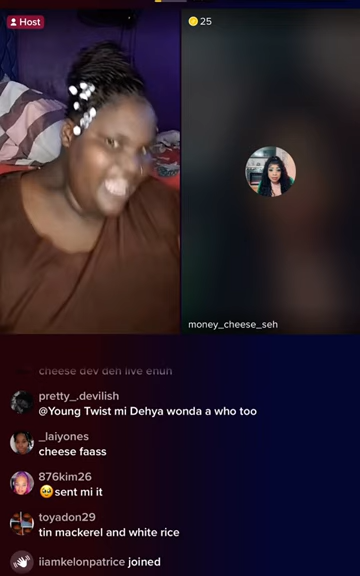 Host
25
money_cheese_seh
cheese dev deh live enuh
pretty_.devilish
@Young Twist mi Dehya wonda a who too
_laiyones
cheese faass
876kim26
🥺sent mi it
toyadon29
tin mackerel and white rice
iiamkelonpatrice joined